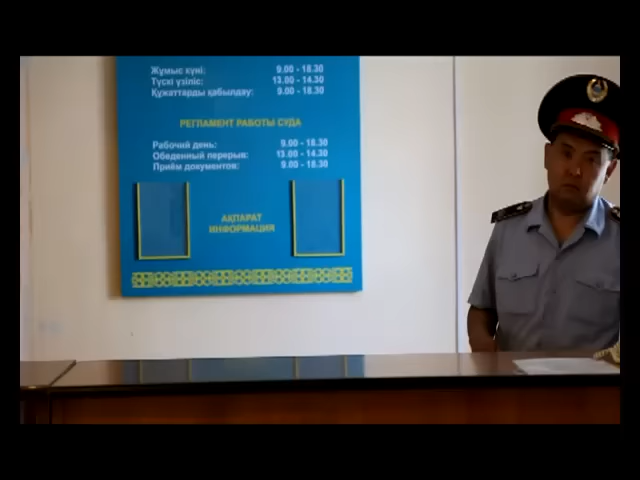 Жұмыс күні: 9.00 - 18.30
Түскі үзіліс: 13.00 - 14.30
Құжаттарды қабылдау: 9.00 - 18.30
РЕГЛАМЕНТ РАБОТЫ СУДА
Рабочий день: 9.00 - 18.30
Обеденный перерыв: 13.00 - 14.30
Приём документов: 9.00 - 18.30
АҚПАРАТ
ИНФОРМАЦИЯ